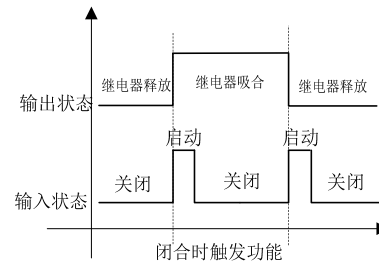 继电器释放
继电器吸合
继电器释放
输出状态
启动
启动
关闭
关闭
关闭
输入状态
闭合时触发功能